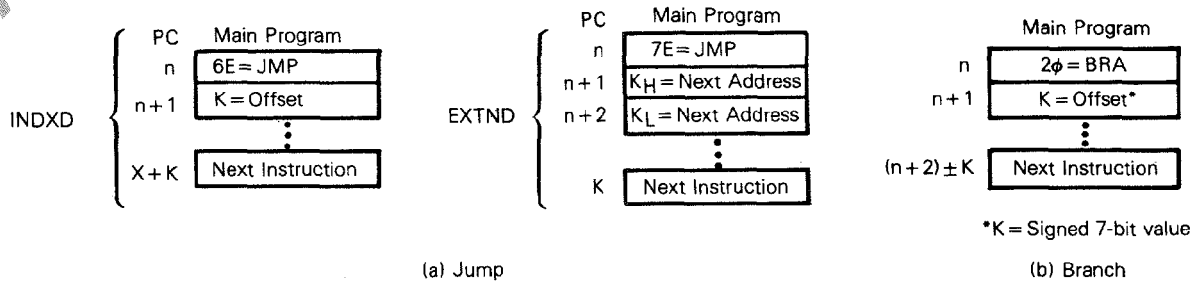 INDXD
PC Main Program
n 6E = JMP
n + 1 K = Offset
X + K Next Instruction
EXTND
PC Main Program
n 7E = JMP
n + 1 KH = Next Address
n + 2 KL = Next Address
K Next Instruction
(a) Jump
Main Program
n 2ϕ = BRA
n + 1 K = Offset*
(n + 2) ± K Next Instruction
*K = Signed 7-bit value
(b) Branch